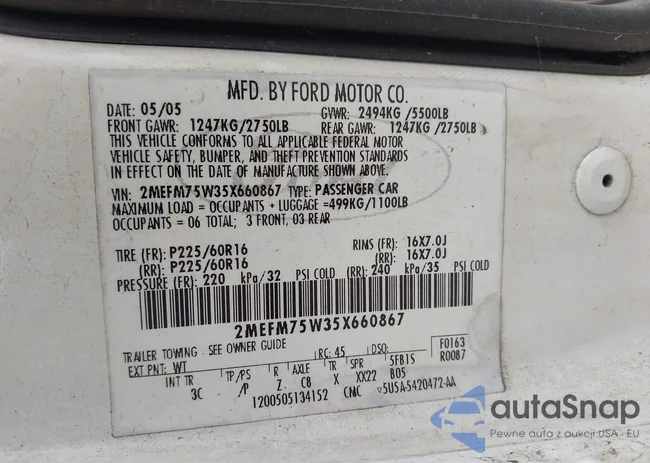 MFD. BY FORD MOTOR CO.
DATE: 05/05 GVWR: 2494KG /5500LB
FRONT GAWR: 1247KG/2750LB REAR GAWR: 1247KG /2750LB
THIS VEHICLE CONFORMS TO ALL APPLICABLE FEDERAL MOTOR
VEHICLE SAFETY, BUMPER, AND THEFT PREVENTION STANDARDS
IN EFFECT ON THE DATE OF MANUFACTURE SHOWN ABOVE.
VIN: 2MEFM75W35X660867 TYPE: PASSENGER CAR
MAXIMUM LOAD = OCCUPANTS + LUGGAGE =499KG/1100LB
OCCUPANTS = 06 TOTAL; 3 FRONT, 03 REAR
TIRE (FR): P225/60R16 RIMS (FR): 16X7.0J
(RR): P225/60R16 (RR): 16X7.0J
PRESSURE (FR): 220 kPa/32 PSI COLD (RR): 240 kPa/35 PSI COLD
2MEFM75W35X660867
TRAILER TOWING - SEE OWNER GUIDE
EXT PNT: WT RC: 45 DSO: F0163
INT TR TP/PS R AXLE TR SPR 5FB1S R0087
3C /P Z CB X XX22 B05
1200505134152 CMC 5U5A-5420472-AA
autaSnap
Pewne auta z aukcji USA i EU